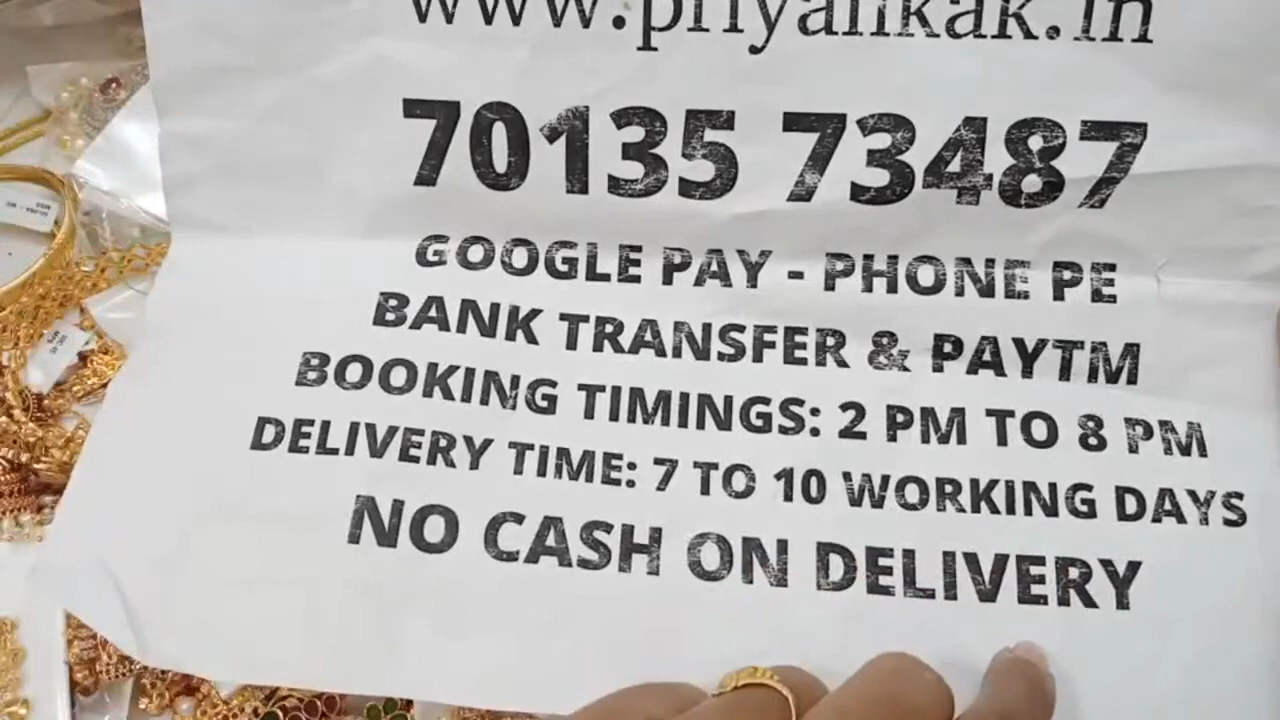 www.priyankak.in
70135 73487
GOOGLE PAY - PHONE PE
BANK TRANSFER & PAYTM
BOOKING TIMINGS: 2 PM TO 8 PM
DELIVERY TIME: 7 TO 10 WORKING DAYS
NO CASH ON DELIVERY